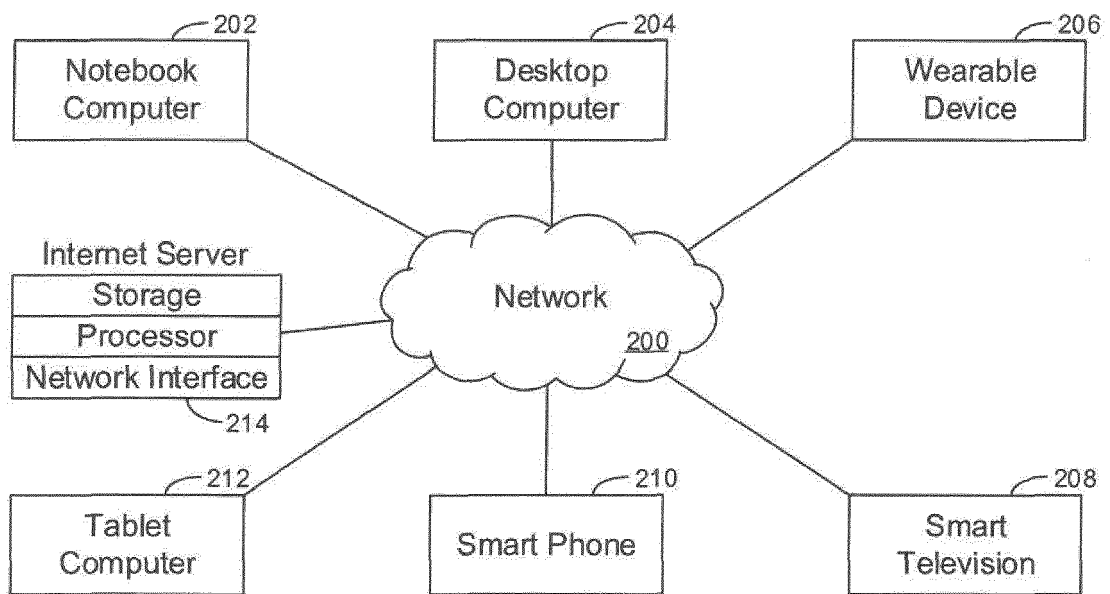 202
Notebook
Computer
204
Desktop
Computer
206
Wearable
Device
Internet Server
Storage
Processor
Network Interface
214
Network
200
212
Tablet
Computer
210
Smart Phone
208
Smart
Television